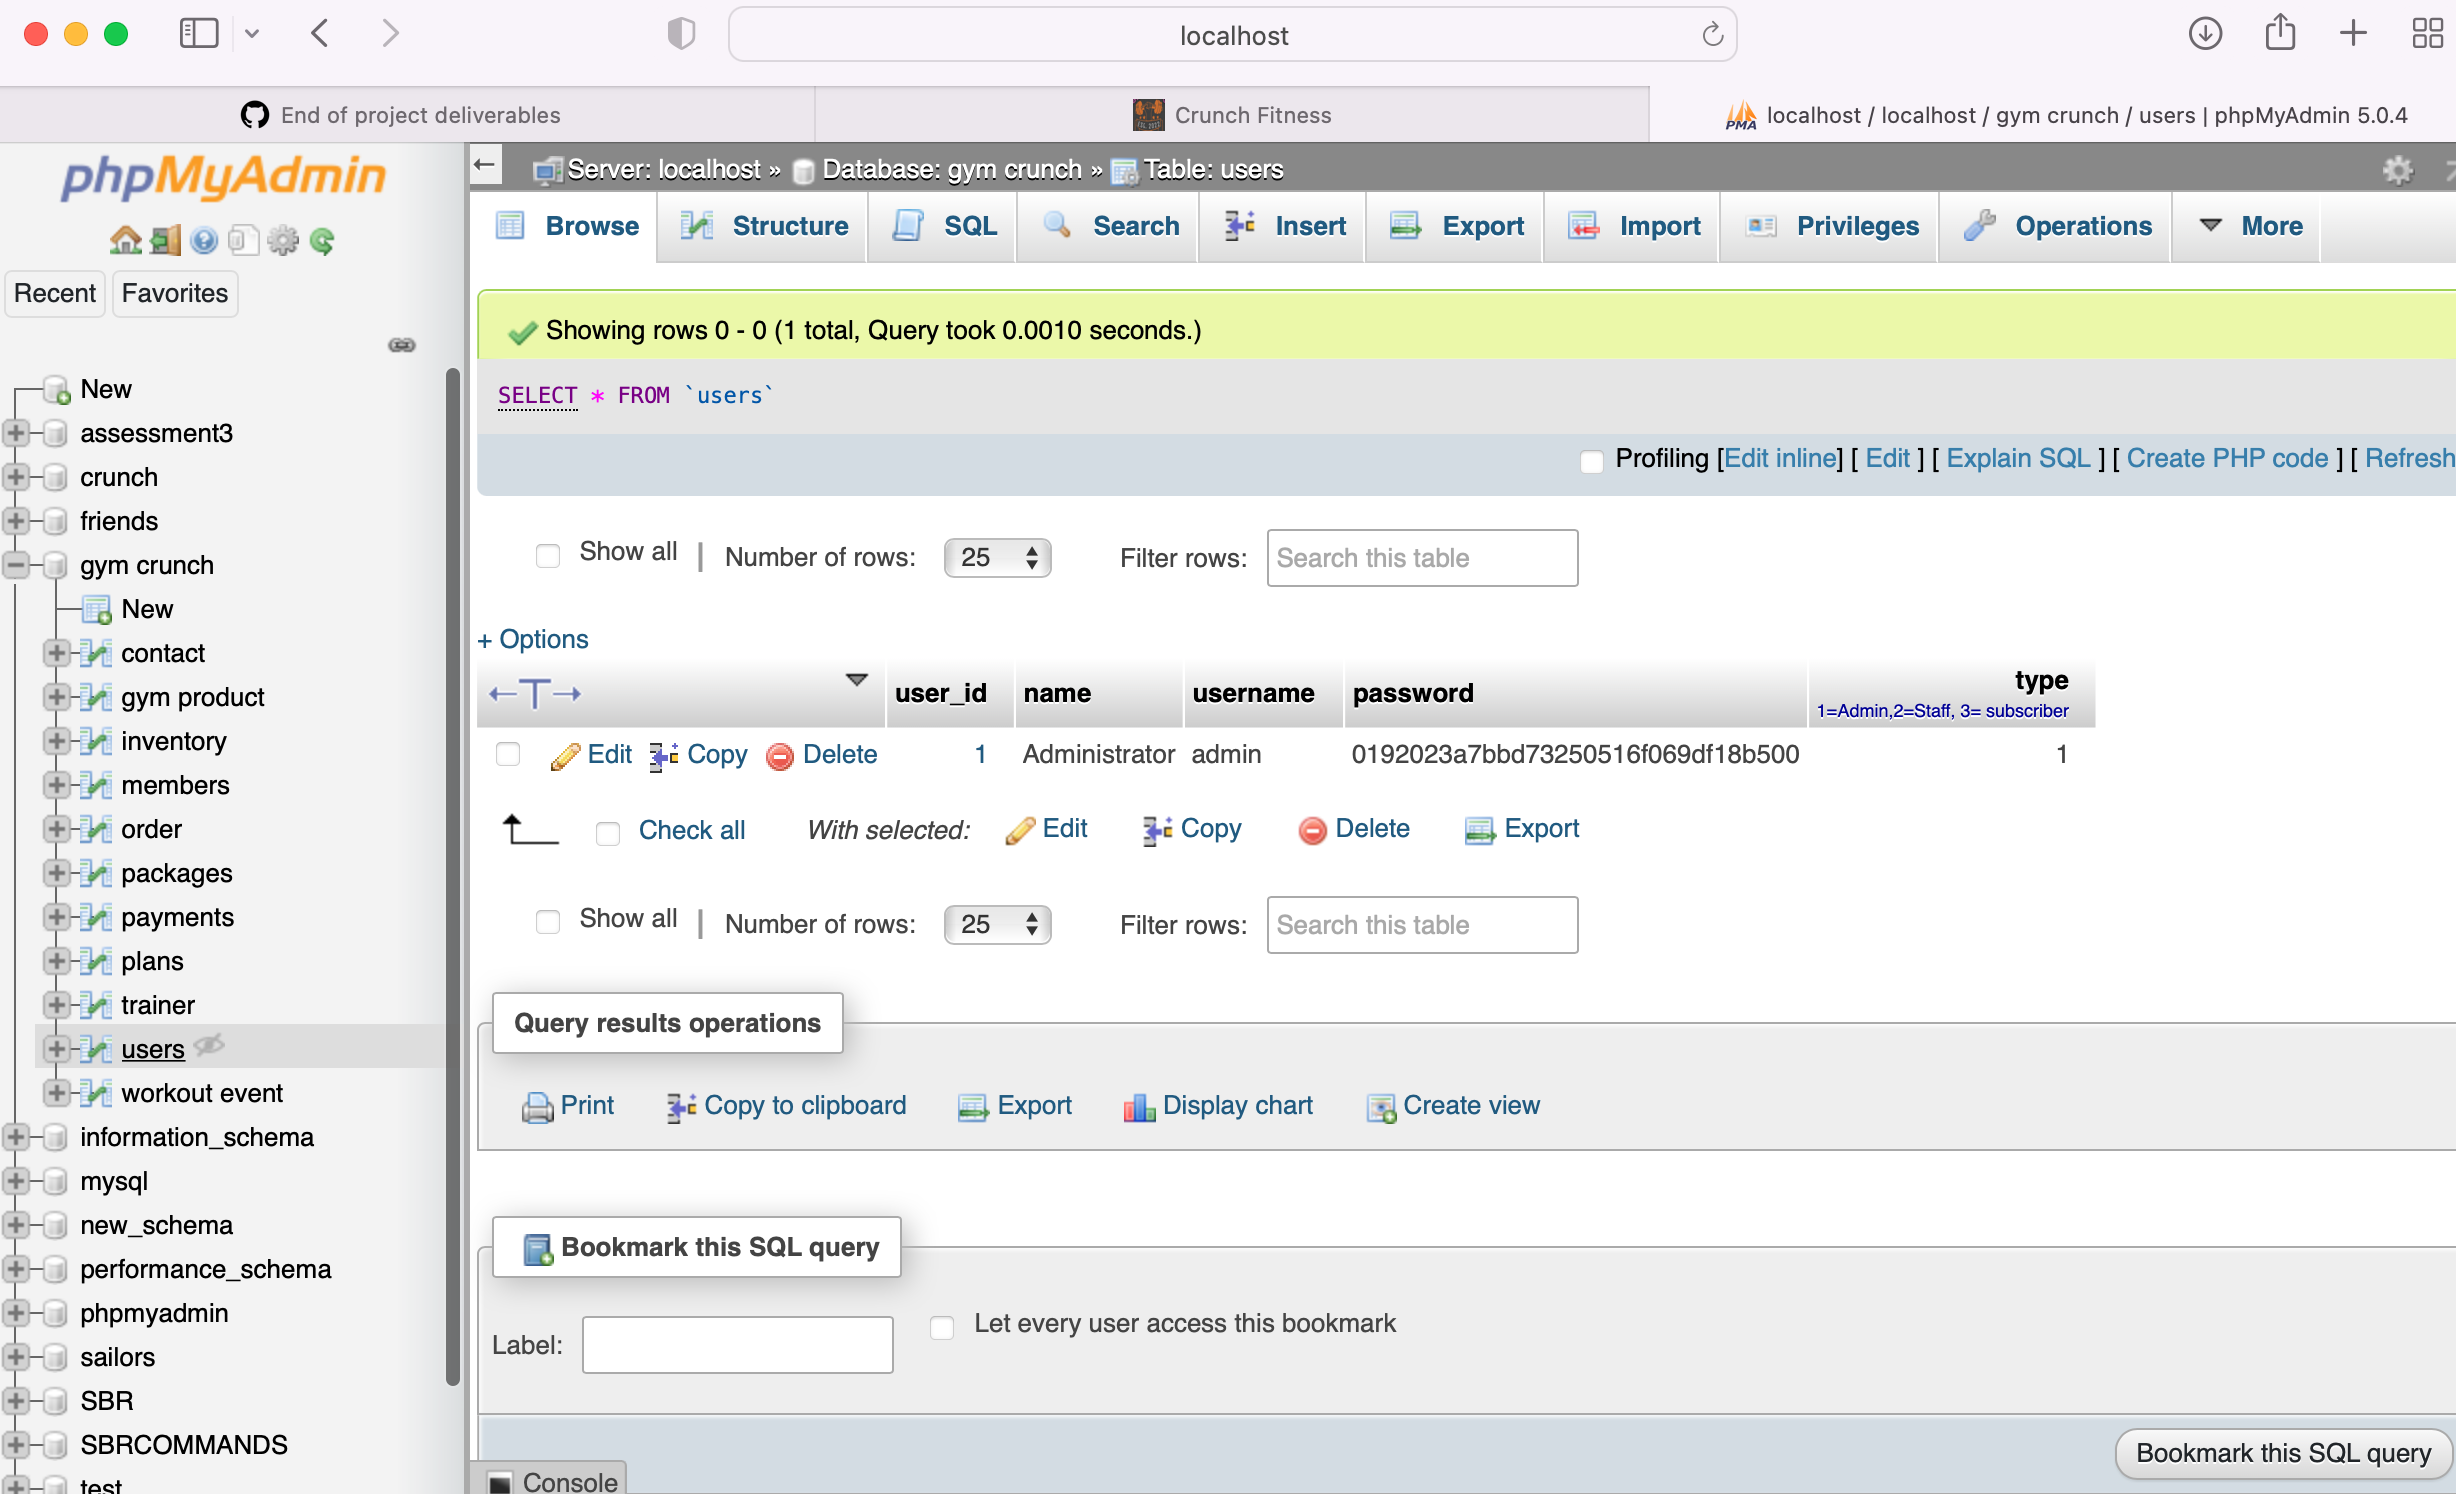 localhost
End of project deliverables
Crunch Fitness
PMA localhost / localhost / gym crunch / users | phpMyAdmin 5.0.4
phpMyAdmin
Server: localhost » Database: gym crunch » Table: users
Browse Structure SQL Search Insert Export Import Privileges Operations More
Recent Favorites
Showing rows 0 - 0 (1 total, Query took 0.0010 seconds.)
SELECT * FROM `users`
Profiling [Edit inline] [ Edit ] [ Explain SQL ] [ Create PHP code ] [ Refresh
Show all | Number of rows: 25 Filter rows: Search this table
+ Options
←T→ user_id name username password type
1=Admin,2=Staff, 3= subscriber
Edit Copy Delete 1 Administrator admin 0192023a7bbd73250516f069df18b500 1
Check all With selected: Edit Copy Delete Export
Show all | Number of rows: 25 Filter rows: Search this table
Query results operations
Print Copy to clipboard Export Display chart Create view
Bookmark this SQL query
Label: Let every user access this bookmark
Bookmark this SQL query
Console
New
assessment3
crunch
friends
gym crunch
New
contact
gym product
inventory
members
order
packages
payments
plans
trainer
users
workout event
information_schema
mysql
new_schema
performance_schema
phpmyadmin
sailors
SBR
SBRCOMMANDS
test